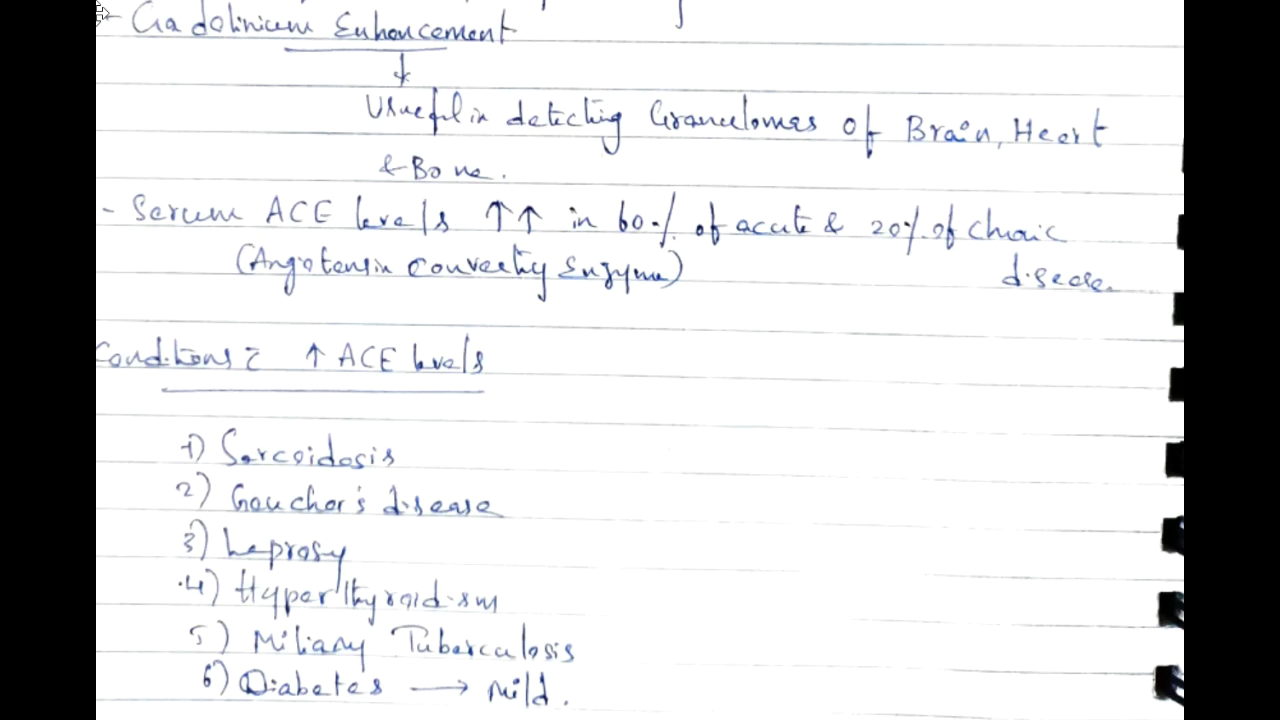 - Gadolinium Enhancement
↓
Useful in detecting Granulomas of Brain, Heart
& Bone.
- Serum ACE levels ↑↑ in 60% of acute & 20% of chronic
(Angiotensin Converting Enzyme) disease.
Conditions c̄ ↑ ACE levels
1) Sarcoidosis
2) Gaucher's disease
3) Leprosy
4) Hyperthyroidism
5) Miliary Tuberculosis
6) Diabetes → Mild.